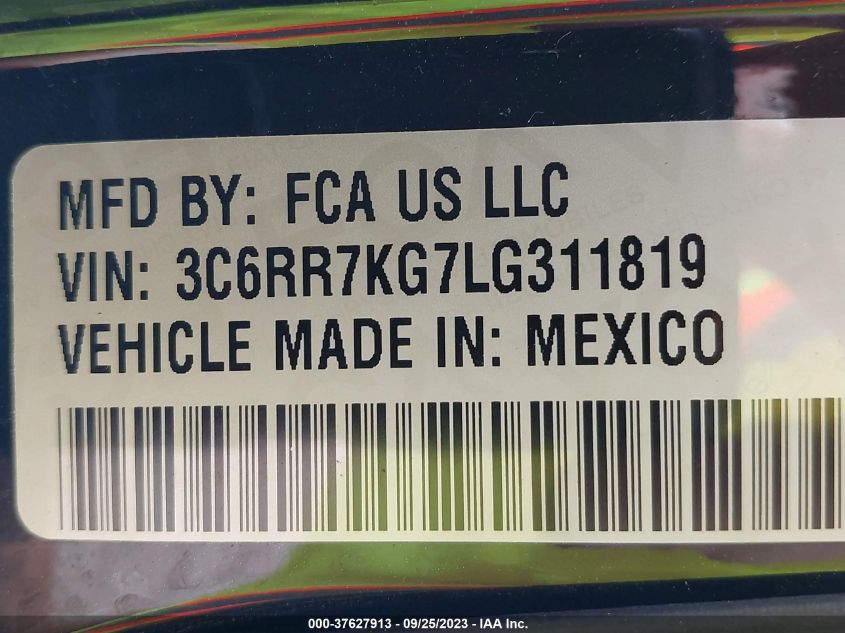 MFD BY: FCA US LLC
VIN: 3C6RR7KG7LG311819
VEHICLE MADE IN: MEXICO
000-37627913 - 09/25/2023 - IAA Inc.